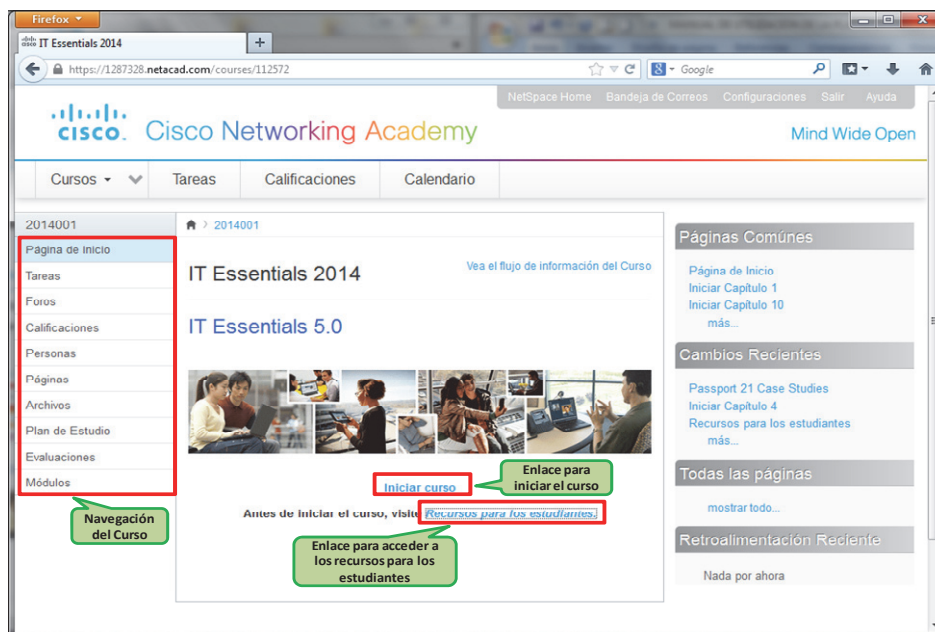 Firefox
IT Essentials 2014
https://1287328.netacad.com/courses/112572
Google
NetSpace Home Bandeja de Correos Configuraciones Salir Ayuda
CISCO. Cisco Networking Academy
Mind Wide Open
Cursos Tareas Calificaciones Calendario
2014001
Página de Inicio
Tareas
Foros
Calificaciones
Personas
Páginas
Archivos
Plan de Estudio
Evaluaciones
Módulos
Navegación
del Curso
2014001
IT Essentials 2014
Vea el flujo de información del Curso
IT Essentials 5.0
Iniciar curso
Enlace para
iniciar el curso
Antes de iniciar el curso, visite Recursos para los estudiantes.
Enlace para acceder a
los recursos para los
estudiantes
Páginas Comúnes
Página de Inicio
Iniciar Capítulo 1
Iniciar Capítulo 10
más...
Cambios Recientes
Passport 21 Case Studies
Iniciar Capítulo 4
Recursos para los estudiantes
más...
Todas las páginas
mostrar todo...
Retroalimentación Reciente
Nada por ahora